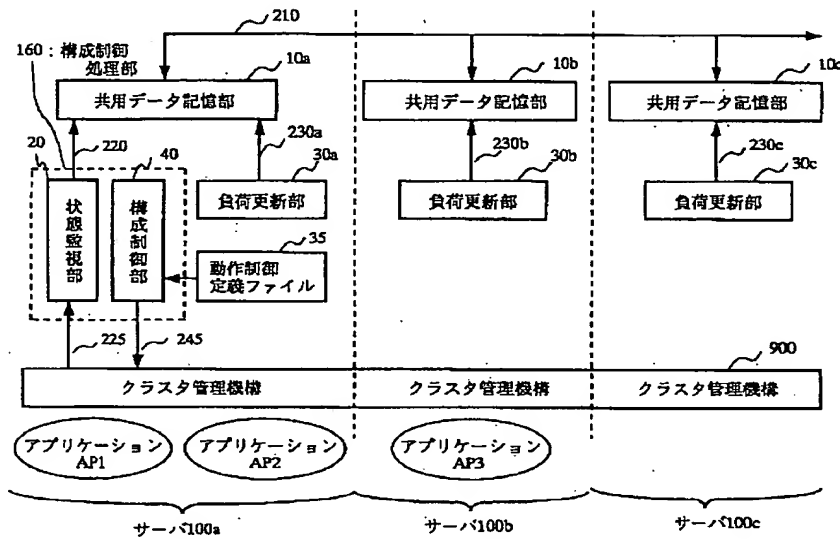 210
160：構成制御
処理部
10a
10b
10c
共用データ記憶部
共用データ記憶部
共用データ記憶部
20
220
40
230a
30a
230b
30b
230c
30c
状態監視部
構成制御部
負荷更新部
負荷更新部
負荷更新部
35
動作制御
定義ファイル
225
245
900
クラスタ管理機構
クラスタ管理機構
クラスタ管理機構
アプリケーション
AP1
アプリケーション
AP2
アプリケーション
AP3
サーバ100a
サーバ100b
サーバ100c